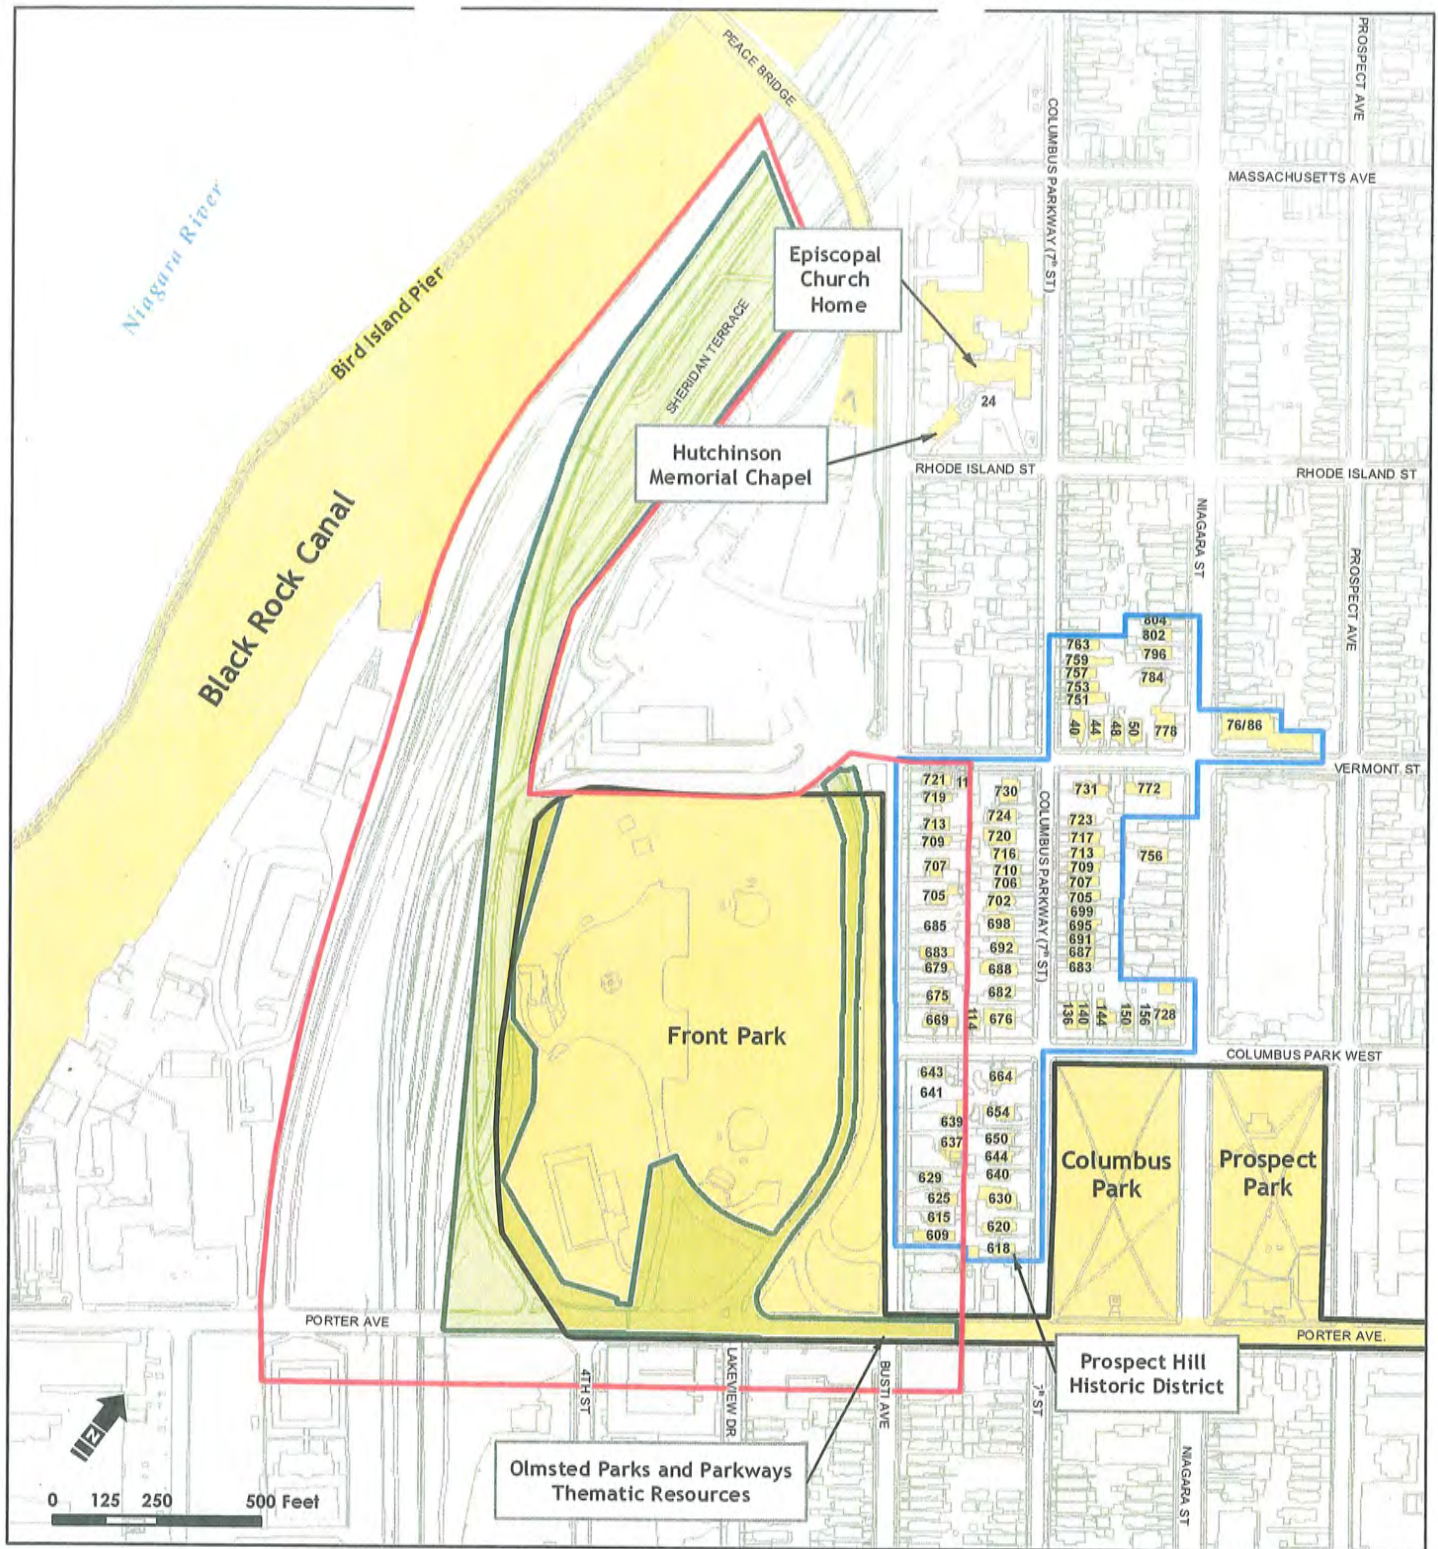 PEACE BRIDGE
PROSPECT AVE
COLUMBUS PARKWAY (7th ST)
MASSACHUSETTS AVE
Niagara River
Bird Island Pier
Episcopal
Church
Home
SHERIDAN TERRACE
24
Hutchinson
Memorial Chapel
RHODE ISLAND ST
RHODE ISLAND ST
NIAGARA ST
PROSPECT AVE
Black Rock Canal
804
802
796
784
763
759
757
753
751
40
44
48
50
778
76/86
VERMONT ST
721
11
719
713
709
707
705
685
683
679
675
669
114
730
724
720
716
710
706
702
698
692
688
682
676
COLUMBUS PARKWAY (7th ST)
731
772
723
717
713
709
707
705
699
695
691
687
683
756
136
140
144
150
156
728
Front Park
COLUMBUS PARK WEST
643
641
639
637
629
625
615
609
664
654
650
644
640
630
620
618
Columbus
Park
Prospect
Park
PORTER AVE
PORTER AVE.
4TH ST
LAKEVIEW DR.
BUSTI AVE
7th ST
NIAGARA ST
Prospect Hill
Historic District
Olmsted Parks and Parkways
Thematic Resources
N
0 125 250 500 Feet